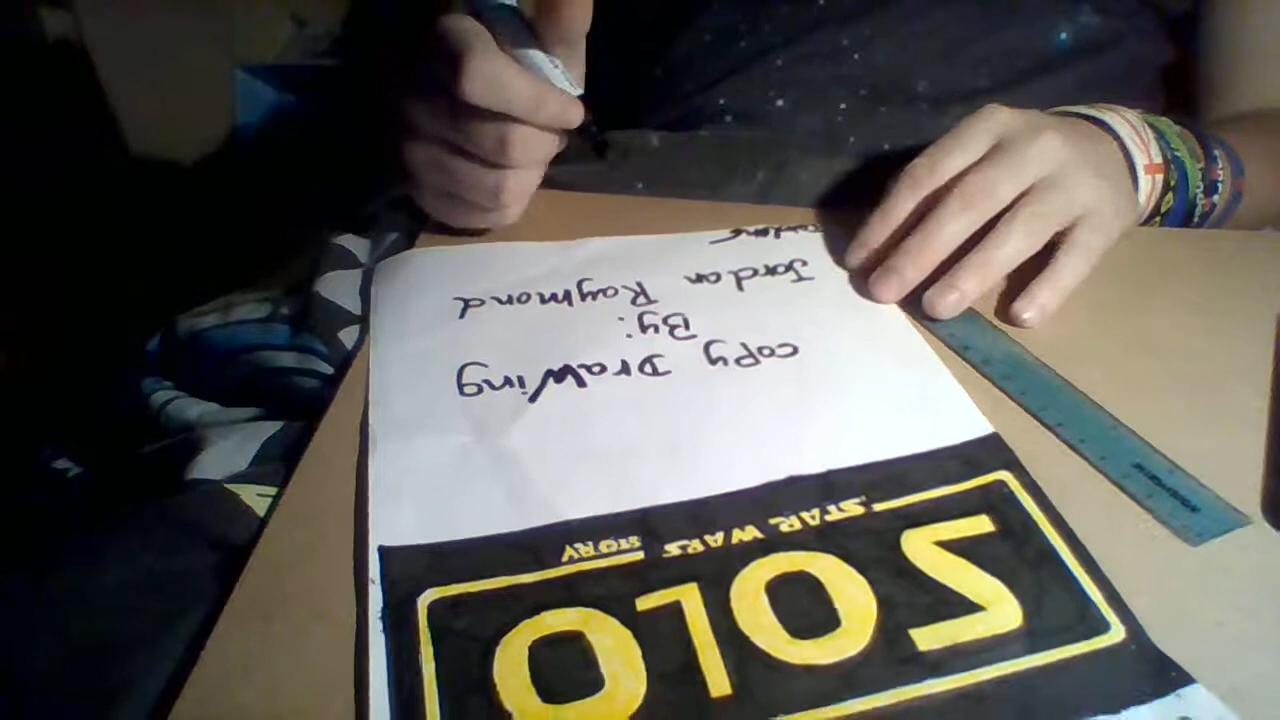 SOLO
STAR WARS STORY
coPy DraWing
By:
Jordan Raymond